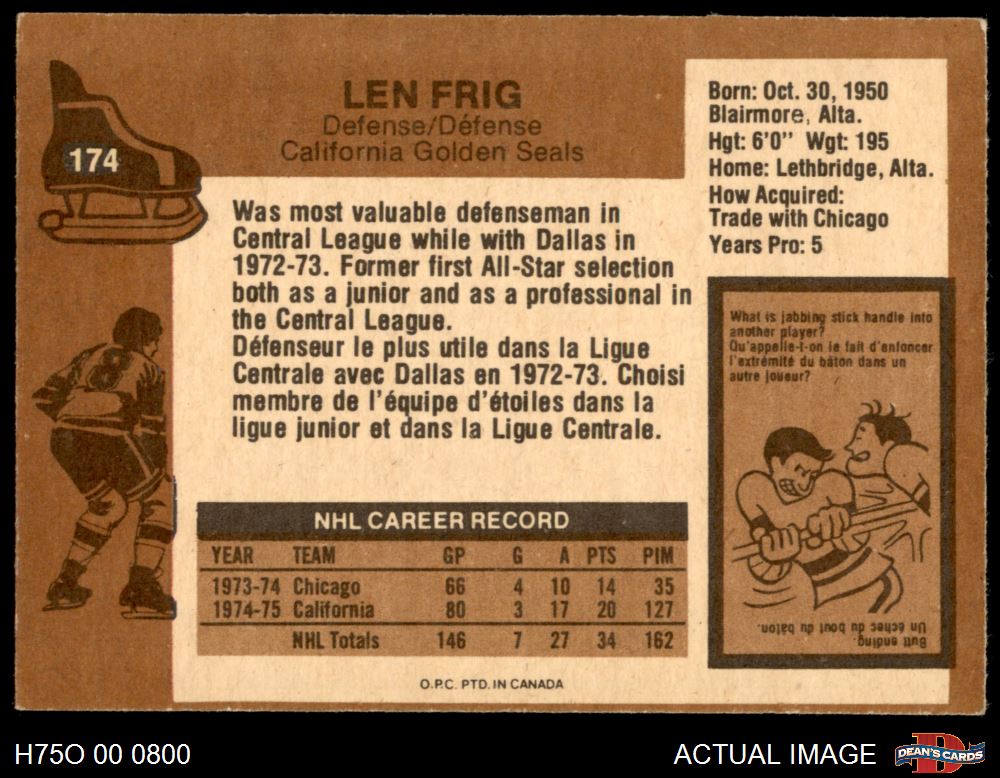 174
LEN FRIG
Defense/Défense
California Golden Seals
Born: Oct. 30, 1950
Blairmore, Alta.
Hgt: 6'0'' Wgt: 195
Home: Lethbridge, Alta.
How Acquired:
Trade with Chicago
Years Pro: 5
Was most valuable defenseman in
Central League while with Dallas in
1972-73. Former first All-Star selection
both as a junior and as a professional in
the Central League.
Défenseur le plus utile dans la Ligue
Centrale avec Dallas en 1972-73. Choisi
membre de l'équipe d'étoiles dans la
ligue junior et dans la Ligue Centrale.
What is jabbing stick handle into
another player?
Qu'appelle-t-on le fait d'enfoncer
l'extrémité du bâton dans un
autre joueur?
Butt ending.
Un échec du bout du bâton.
8
NHL CAREER RECORD
YEAR TEAM GP G A PTS PIM
1973-74 Chicago 66 4 10 14 35
1974-75 California 80 3 17 20 127
NHL Totals 146 7 27 34 162
O.P.C. PTD. IN CANADA
H75O 00 0800
ACTUAL IMAGE
D
DEAN'S CARDS